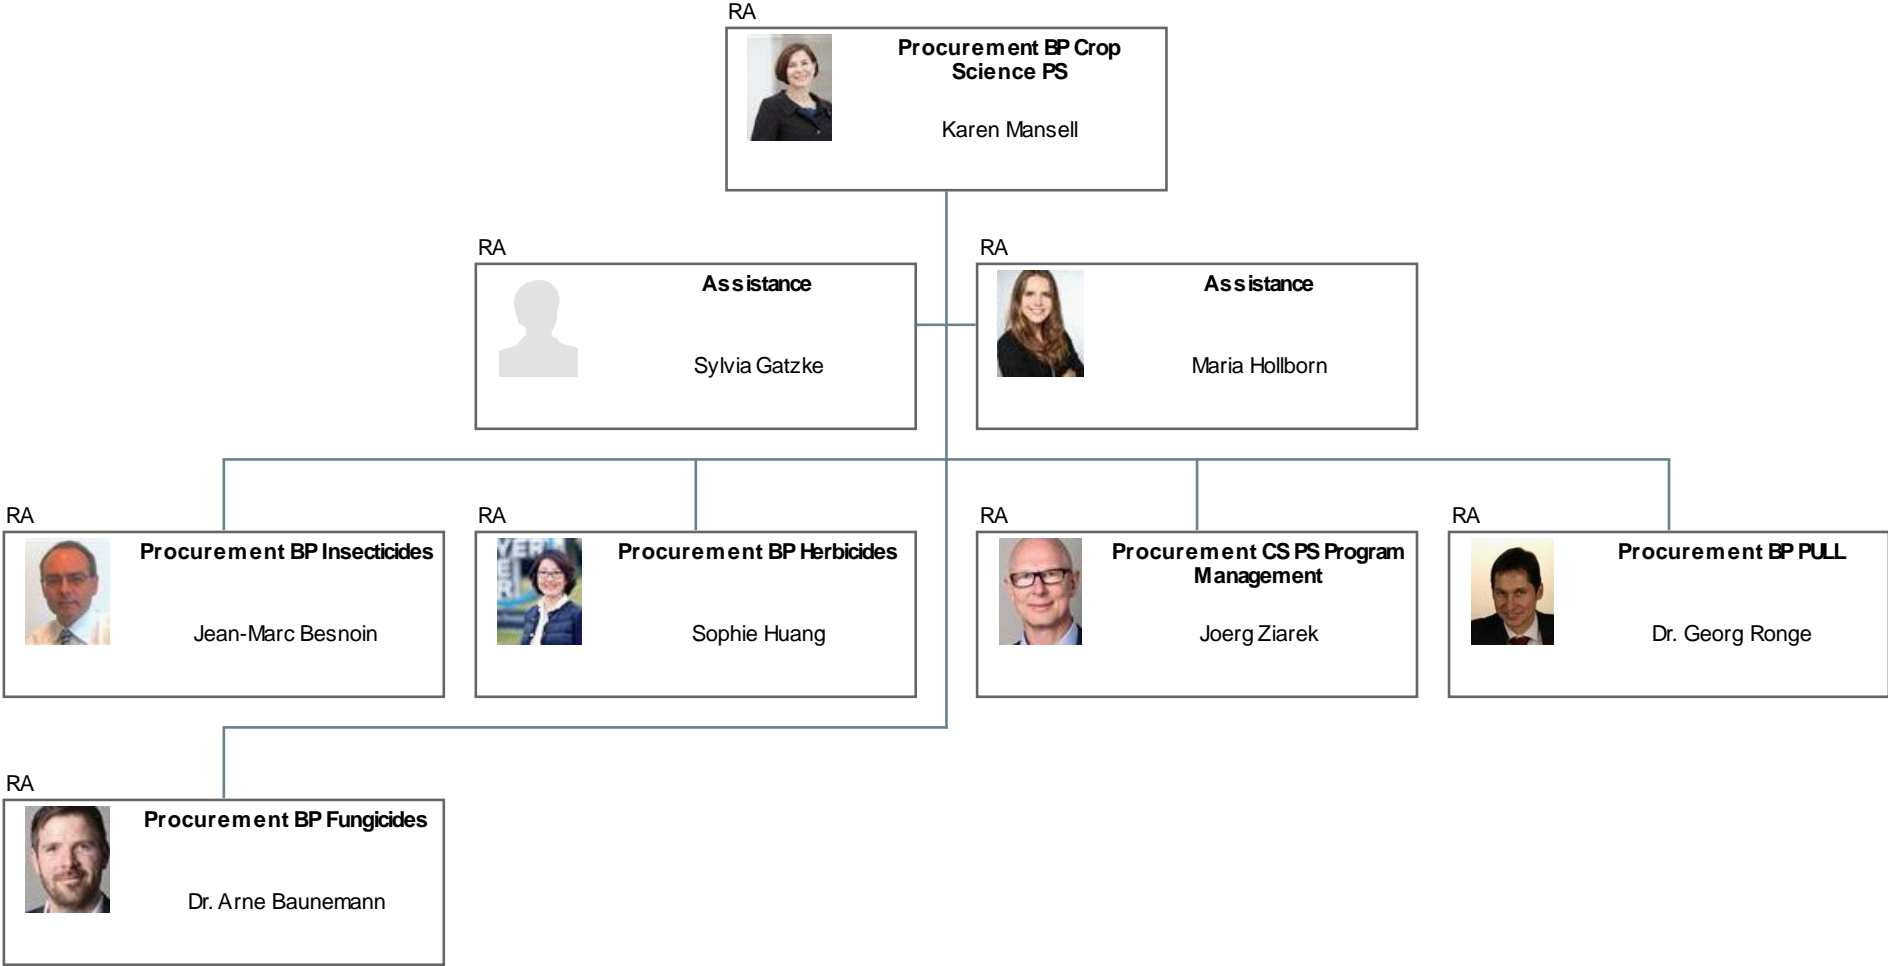 RA
Procurement BP Crop
Science PS
Karen Mansell
RA
Assistance
Sylvia Gatzke
RA
Assistance
Maria Hollborn
RA
Procurement BP Insecticides
Jean-Marc Besnoin
RA
Procurement BP Herbicides
Sophie Huang
RA
Procurement CS PS Program
Management
Joerg Ziarek
RA
Procurement BP PULL
Dr. Georg Ronge
RA
Procurement BP Fungicides
Dr. Arne Baunemann